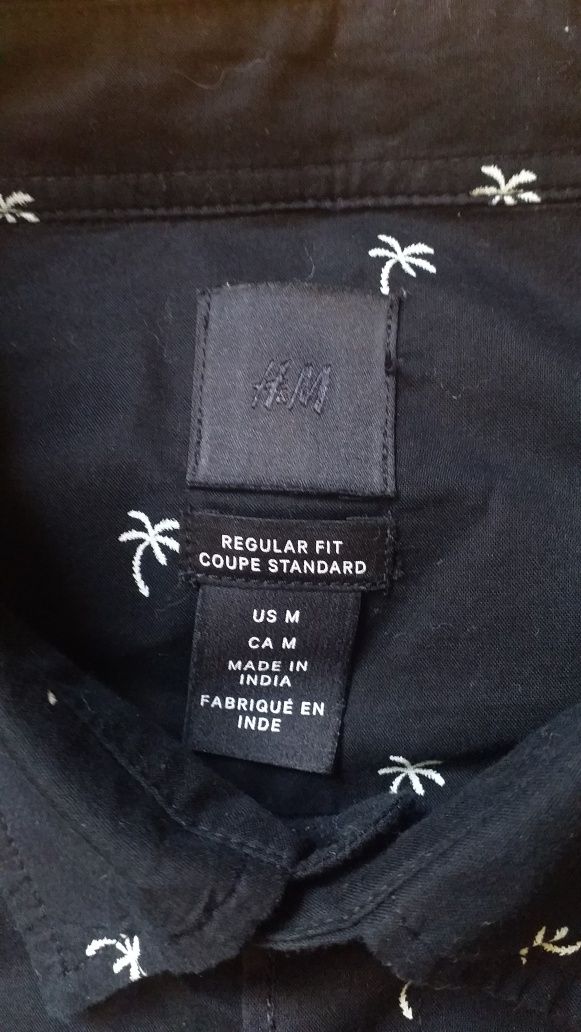 H&M
REGULAR FIT
COUPE STANDARD
US M
CA M
MADE IN
INDIA
FABRIQUÉ EN
INDE